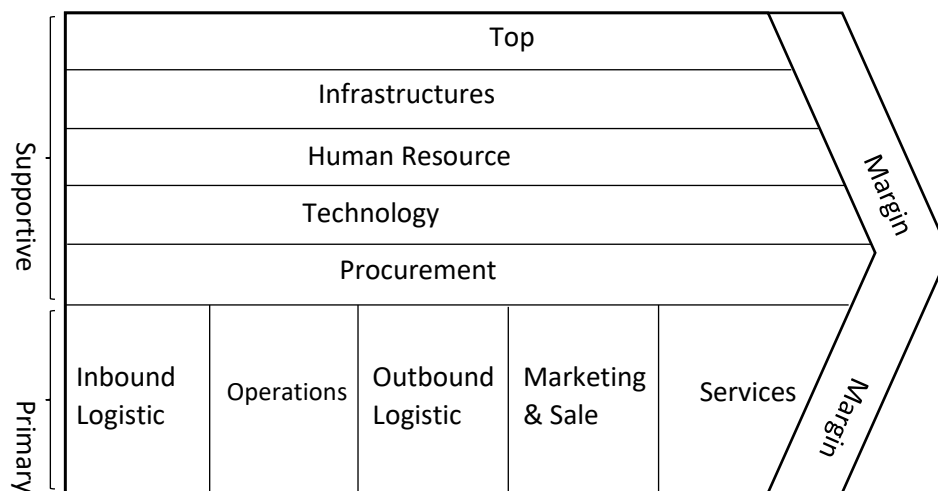 Supportive
Top
Infrastructures
Human Resource
Technology
Procurement
Margin
Primary
Inbound
Logistic
Operations
Outbound
Logistic
Marketing
& Sale
Services
Margin